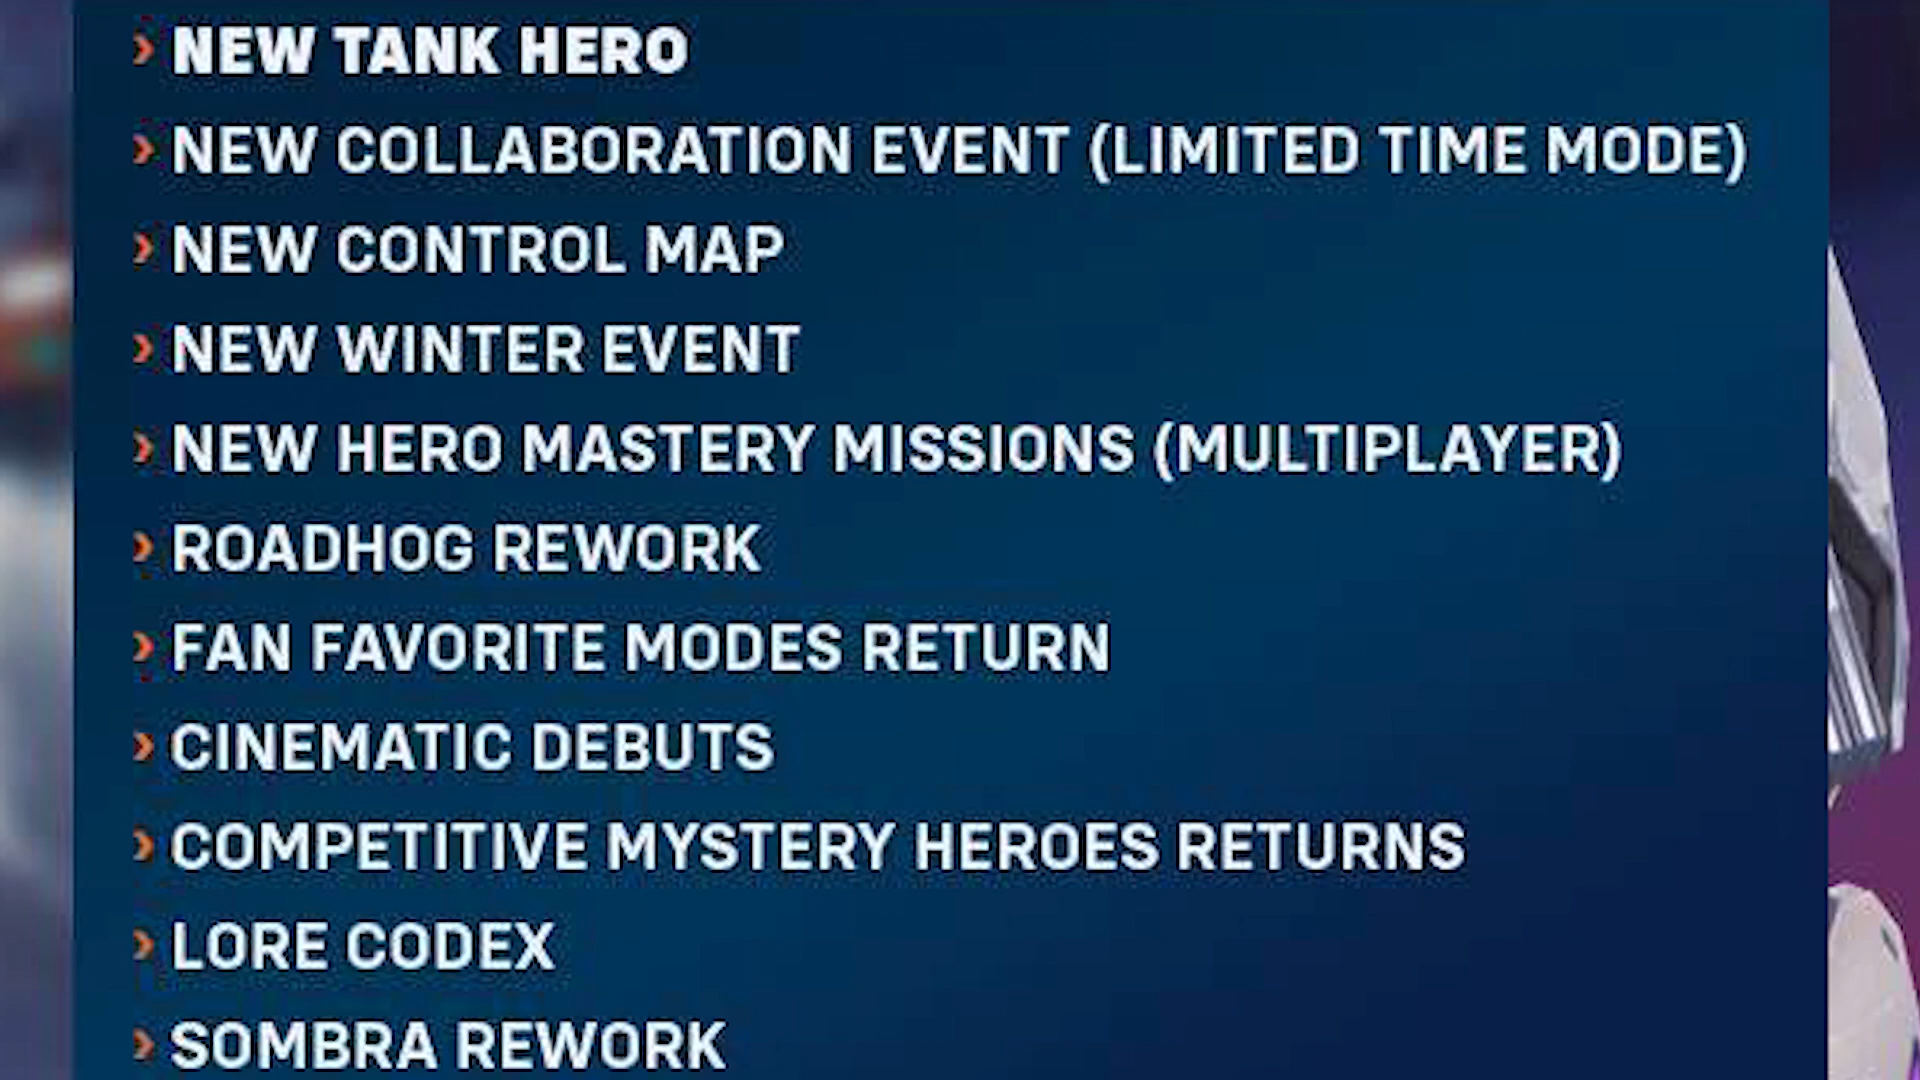 NEW TANK HERO
NEW COLLABORATION EVENT (LIMITED TIME MODE)
NEW CONTROL MAP
NEW WINTER EVENT
NEW HERO MASTERY MISSIONS (MULTIPLAYER)
ROADHOG REWORK
FAN FAVORITE MODES RETURN
CINEMATIC DEBUTS
COMPETITIVE MYSTERY HEROES RETURNS
LORE CODEX
SOMBRA REWORK